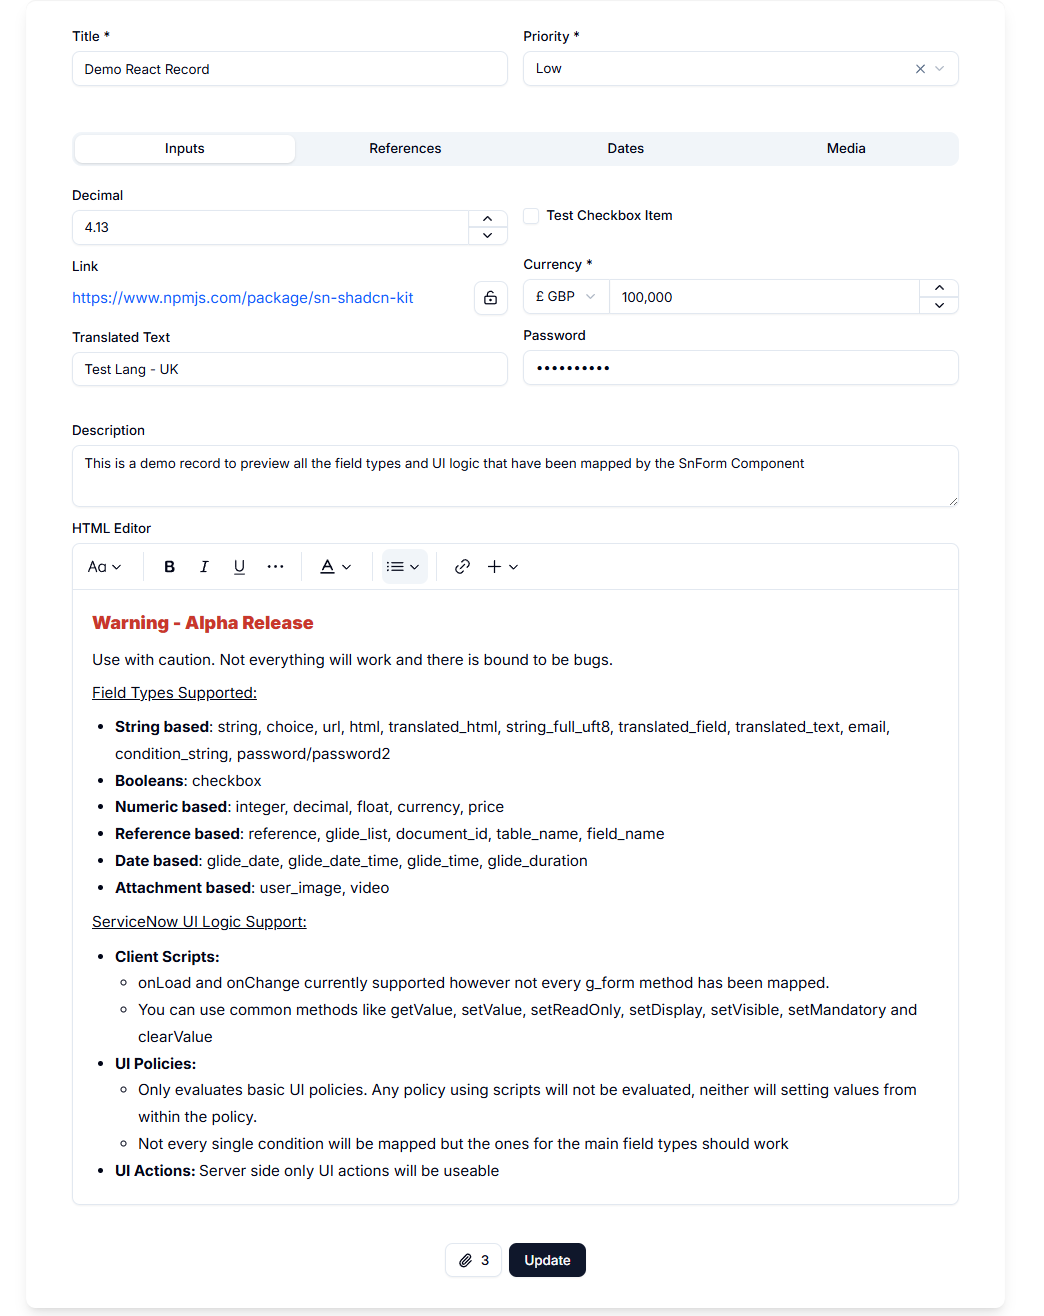 Title *
Priority *
Demo React Record
Low
Inputs
References
Dates
Media
Decimal
4.13
Test Checkbox Item
Link
Currency *
https://www.npmjs.com/package/sn-shadcn-kit
£ GBP
100,000
Translated Text
Password
Test Lang - UK
••••••••••
Description
This is a demo record to preview all the field types and UI logic that have been mapped by the SnForm Component
HTML Editor
Aa
B
I
U
A
Warning - Alpha Release
Use with caution. Not everything will work and there is bound to be bugs.
Field Types Supported:
• String based: string, choice, url, html, translated_html, string_full_uft8, translated_field, translated_text, email,
condition_string, password/password2
• Booleans: checkbox
• Numeric based: integer, decimal, float, currency, price
• Reference based: reference, glide_list, document_id, table_name, field_name
• Date based: glide_date, glide_date_time, glide_time, glide_duration
• Attachment based: user_image, video
ServiceNow UI Logic Support:
• Client Scripts:
◦ onLoad and onChange currently supported however not every g_form method has been mapped.
◦ You can use common methods like getValue, setValue, setReadOnly, setDisplay, setVisible, setMandatory and
clearValue
• UI Policies:
◦ Only evaluates basic UI policies. Any policy using scripts will not be evaluated, neither will setting values from
within the policy.
◦ Not every single condition will be mapped but the ones for the main field types should work
• UI Actions: Server side only UI actions will be useable
3
Update